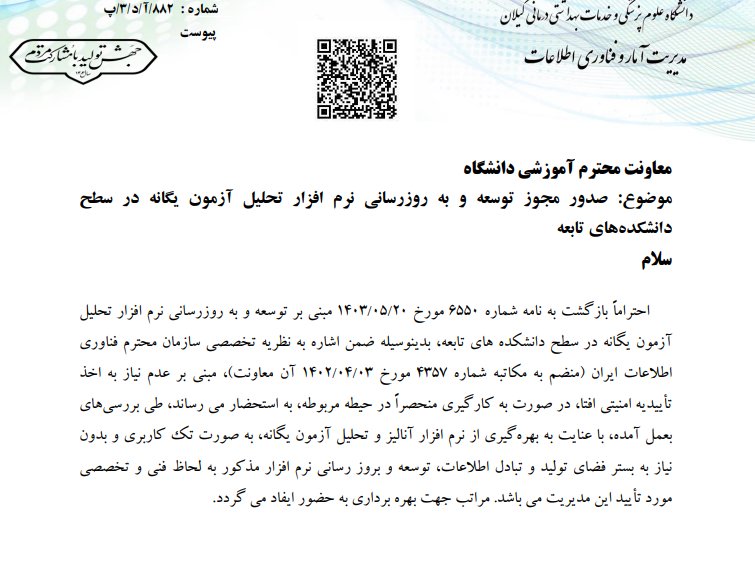 دانشگاه علوم پزشکی و خدمات بهداشتی درمانی گیلان
مدیریت آمار و فناوری اطلاعات
شماره : ۸۸۲/آ/د/۳/پ
پیوست
جهش تولید با مشارکت مردم
معاونت محترم آموزشی دانشگاه
موضوع: صدور مجوز توسعه و به روزرسانی نرم افزار تحلیل آزمون یگانه در سطح
دانشکده‌های تابعه
سلام
احتراماً بازگشت به نامه شماره ۶۵۵۰ مورخ ۱۴۰۳/۰۵/۲۰ مبنی بر توسعه و به روزرسانی نرم افزار تحلیل
آزمون یگانه در سطح دانشکده های تابعه، بدینوسیله ضمن اشاره به نظریه تخصصی سازمان محترم فناوری
اطلاعات ایران (منضم به مکاتبه شماره ۴۳۵۷ مورخ ۱۴۰۲/۰۴/۰۳ آن معاونت)، مبنی بر عدم نیاز به اخذ
تأییدیه امنیتی افتا، در صورت به کارگیری منحصراً در حیطه مربوطه، به استحضار می رساند، طی بررسی‌های
بعمل آمده، با عنایت به بهره‌گیری از نرم افزار آنالیز و تحلیل آزمون یگانه، به صورت تک کاربری و بدون
نیاز به بستر فضای تولید و تبادل اطلاعات، توسعه و بروز رسانی نرم افزار مذکور به لحاظ فنی و تخصصی
مورد تأیید این مدیریت می باشد. مراتب جهت بهره برداری به حضور ایفاد می گردد.